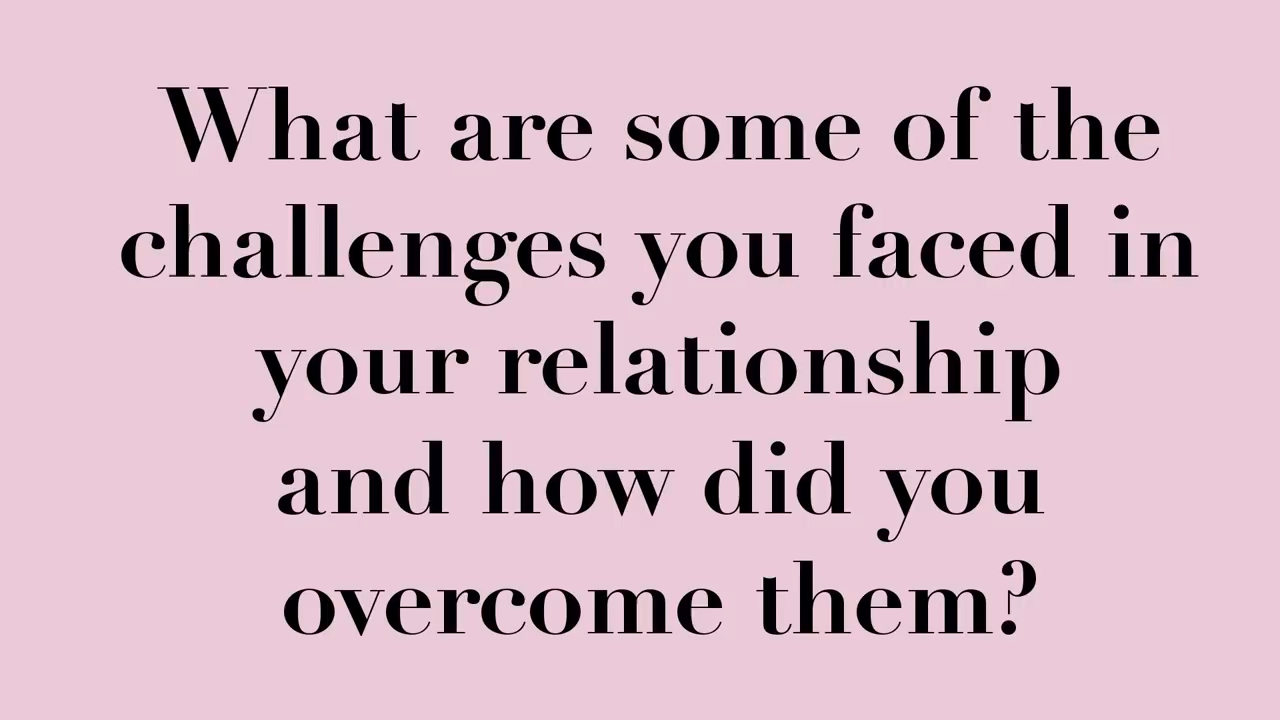 What are some of the
challenges you faced in
your relationship
and how did you
overcome them?